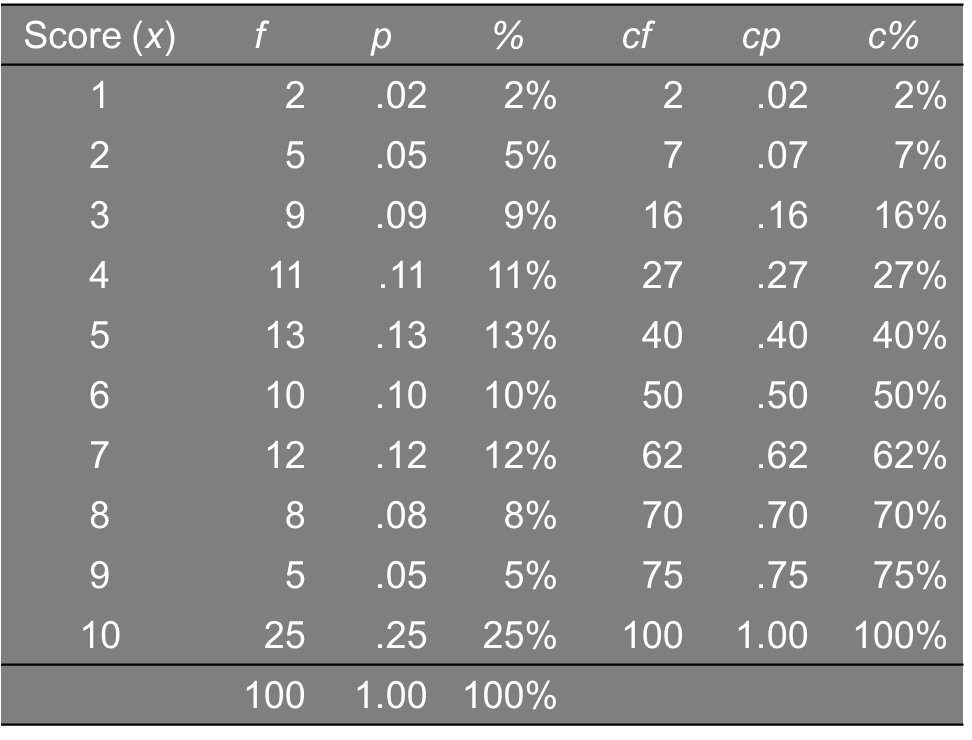 Score (x) f p % cf cp c%
1 2 .02 2% 2 .02 2%
2 5 .05 5% 7 .07 7%
3 9 .09 9% 16 .16 16%
4 11 .11 11% 27 .27 27%
5 13 .13 13% 40 .40 40%
6 10 .10 10% 50 .50 50%
7 12 .12 12% 62 .62 62%
8 8 .08 8% 70 .70 70%
9 5 .05 5% 75 .75 75%
10 25 .25 25% 100 1.00 100%
100 1.00 100%